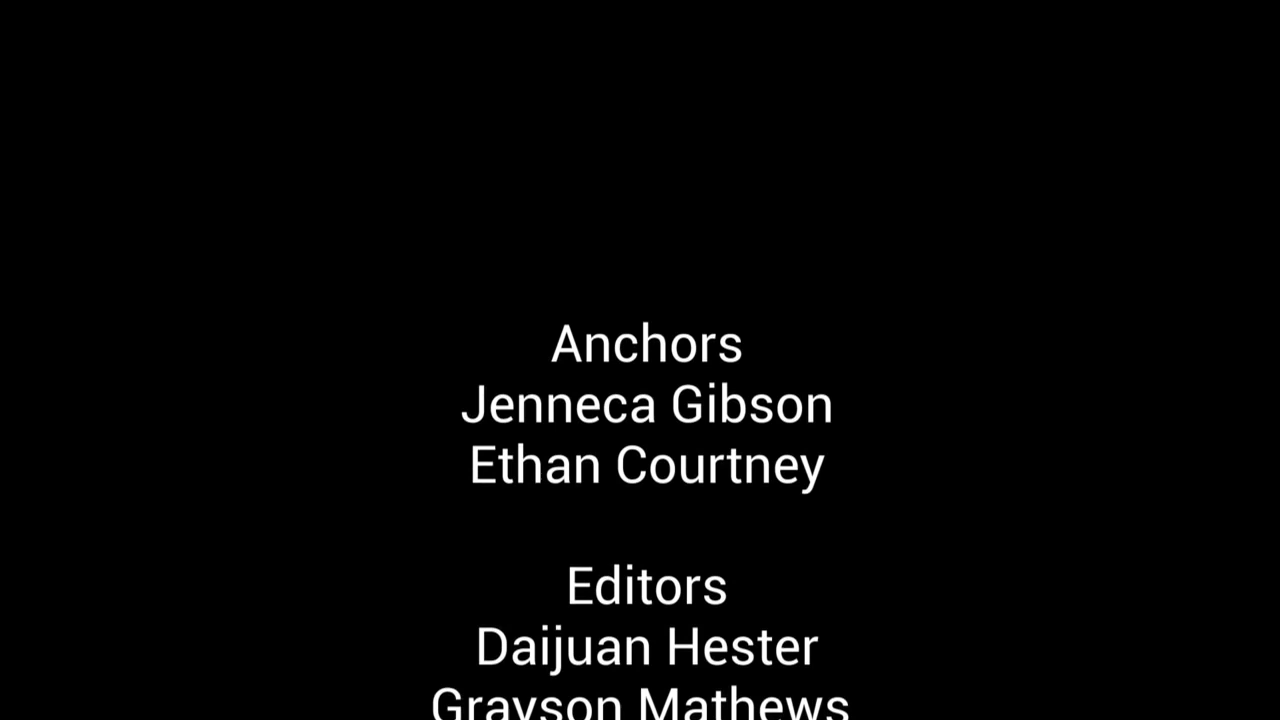 Anchors
Jenneca Gibson
Ethan Courtney
Editors
Daijuan Hester
Grayson Mathews